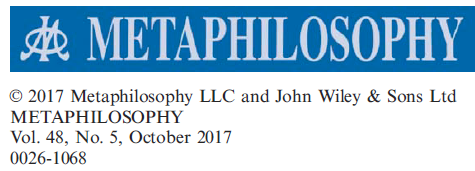 METAPHILOSOPHY
© 2017 Metaphilosophy LLC and John Wiley & Sons Ltd
METAPHILOSOPHY
Vol. 48, No. 5, October 2017
0026-1068